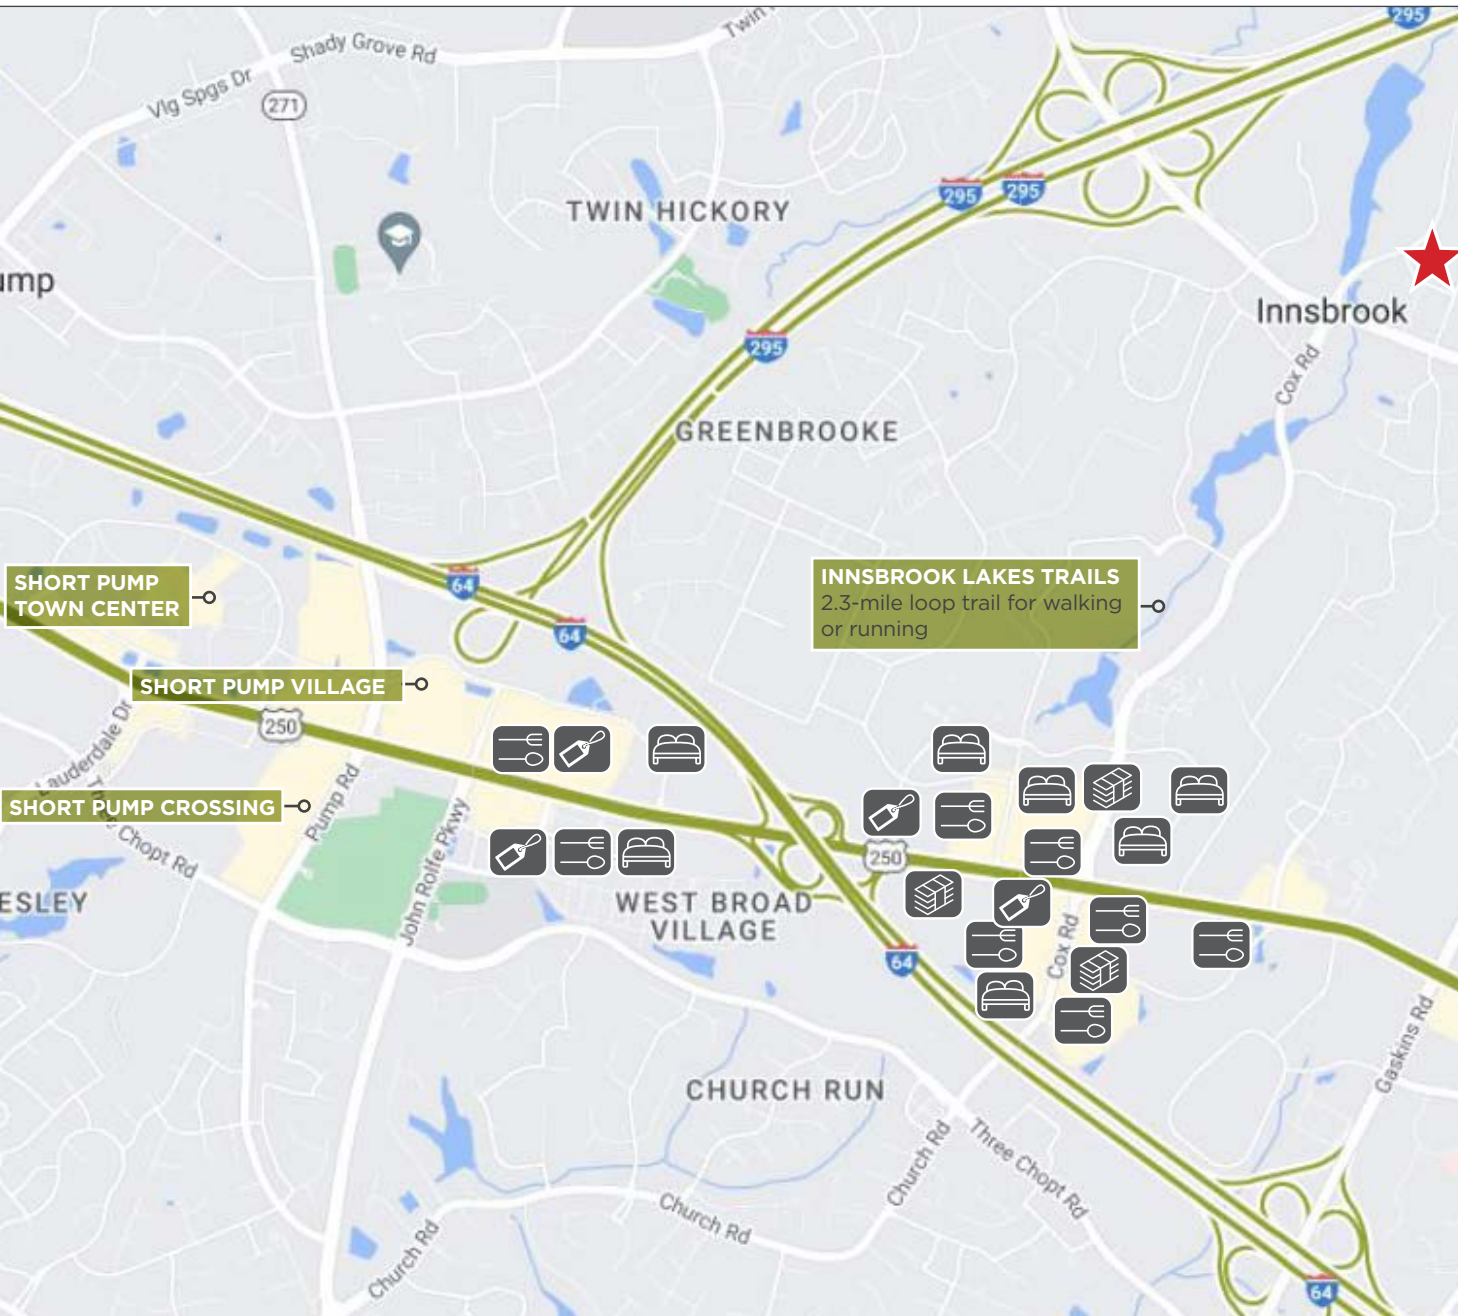 295
Twin
Shady Grove Rd
Vlg Spgs Dr
271
295
295
TWIN HICKORY
ump
Innsbrook
295
Cox Rd
GREENBROOKE
64
SHORT PUMP
TOWN CENTER
INNSBROOK LAKES TRAILS
2.3-mile loop trail for walking
or running
64
SHORT PUMP VILLAGE
250
Lauderdale Dr
SHORT PUMP CROSSING
Pump Rd
Three Chopt Rd
John Rolfe Pkwy
250
ESLEY
WEST BROAD
VILLAGE
Cox Rd
64
Gaskins Rd
CHURCH RUN
Three Chopt Rd
Church Rd
Church Rd
Church Rd
64